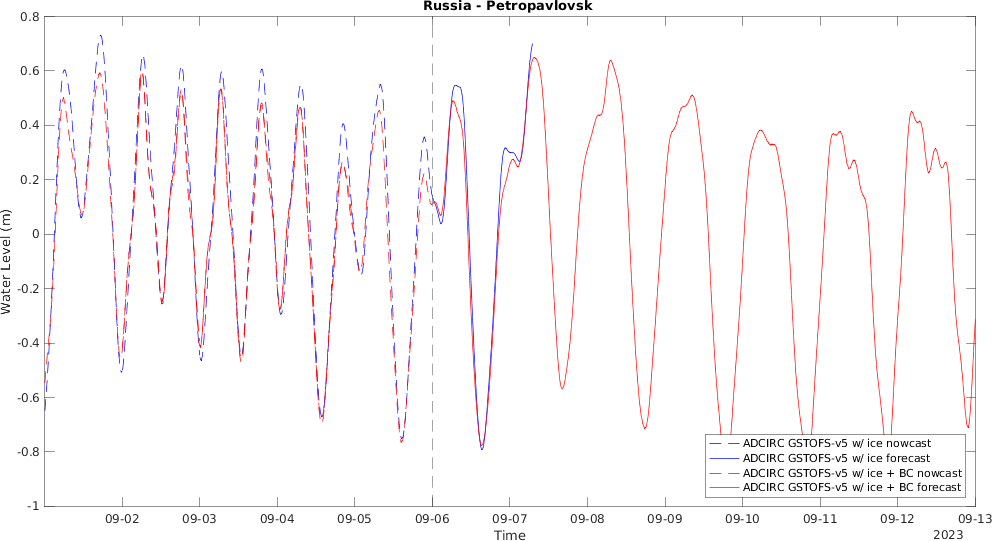 Russia - Petropavlovsk
Water Level (m)
0.8
0.6
0.4
0.2
0
-0.2
-0.4
-0.6
-0.8
-1
ADCIRC GSTOFS-v5 w/ ice nowcast
ADCIRC GSTOFS-v5 w/ ice forecast
ADCIRC GSTOFS-v5 w/ ice + BC nowcast
ADCIRC GSTOFS-v5 w/ ice + BC forecast
09-02 09-03 09-04 09-05 09-06 09-07 09-08 09-09 09-10 09-11 09-12 09-13
Time
2023